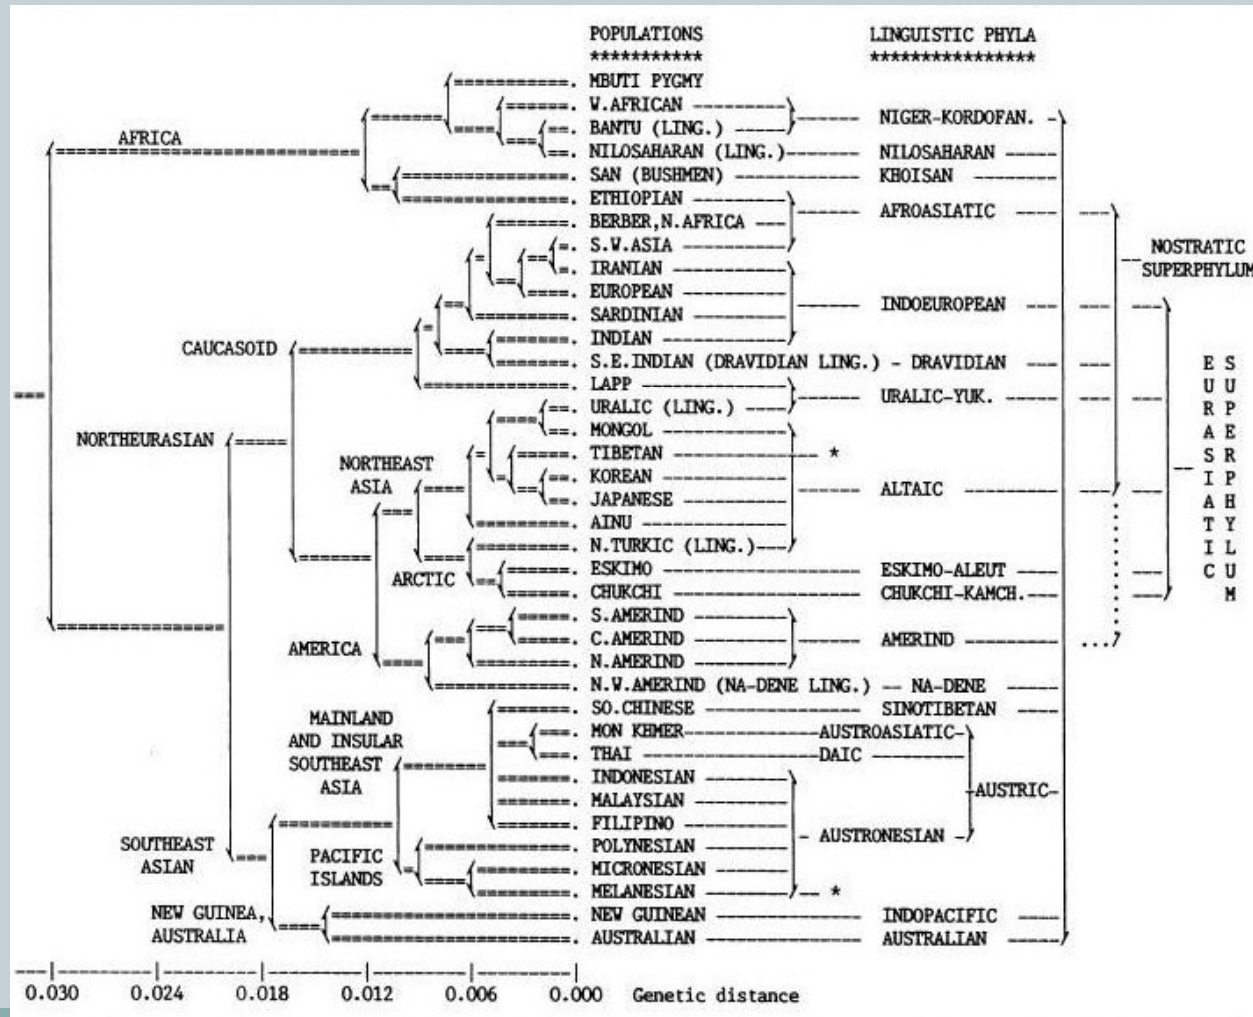 POPULATIONS LINGUISTIC PHYLA
*********** ****************
MBUTI PYGMY
W.AFRICAN
NIGER-KORDOFAN.
BANTU (LING.)
AFRICA
NILOSAHARAN (LING.) NILOSAHARAN
SAN (BUSHMEN) KHOISAN
ETHIOPIAN
AFROASIATIC
BERBER,N.AFRICA
S.W.ASIA
NOSTRATIC
SUPERPHYLUM
IRANIAN
EUROPEAN
INDOEUROPEAN
SARDINIAN
INDIAN
CAUCASOID
S.E.INDIAN (DRAVIDIAN LING.) - DRAVIDIAN
LAPP
URALIC-YUK.
URALIC (LING.)
MONGOL
NORTHEURASIAN
TIBETAN *
NORTHEAST
ASIA
KOREAN
ALTAIC
JAPANESE
AINU
N.TURKIC (LING.)
ARCTIC
ESKIMO ESKIMO-ALEUT
CHUKCHI CHUKCHI-KAMCH.
EURASIATIC
SUPERPHYLUM
S.AMERIND
C.AMERIND AMERIND
AMERICA
N.AMERIND
N.W.AMERIND (NA-DENE LING.) -- NA-DENE
SO.CHINESE SINOTIBETAN
MAINLAND
AND INSULAR
SOUTHEAST
ASIA
MON KHMER AUSTROASIATIC
THAI DAIC
INDONESIAN
AUSTRIC
MALAYSIAN
FILIPINO
AUSTRONESIAN
POLYNESIAN
SOUTHEAST
ASIAN
PACIFIC
ISLANDS
MICRONESIAN
MELANESIAN *
NEW GUINEA,
AUSTRALIA
NEW GUINEAN INDOPACIFIC
AUSTRALIAN AUSTRALIAN
0.030 0.024 0.018 0.012 0.006 0.000 Genetic distance